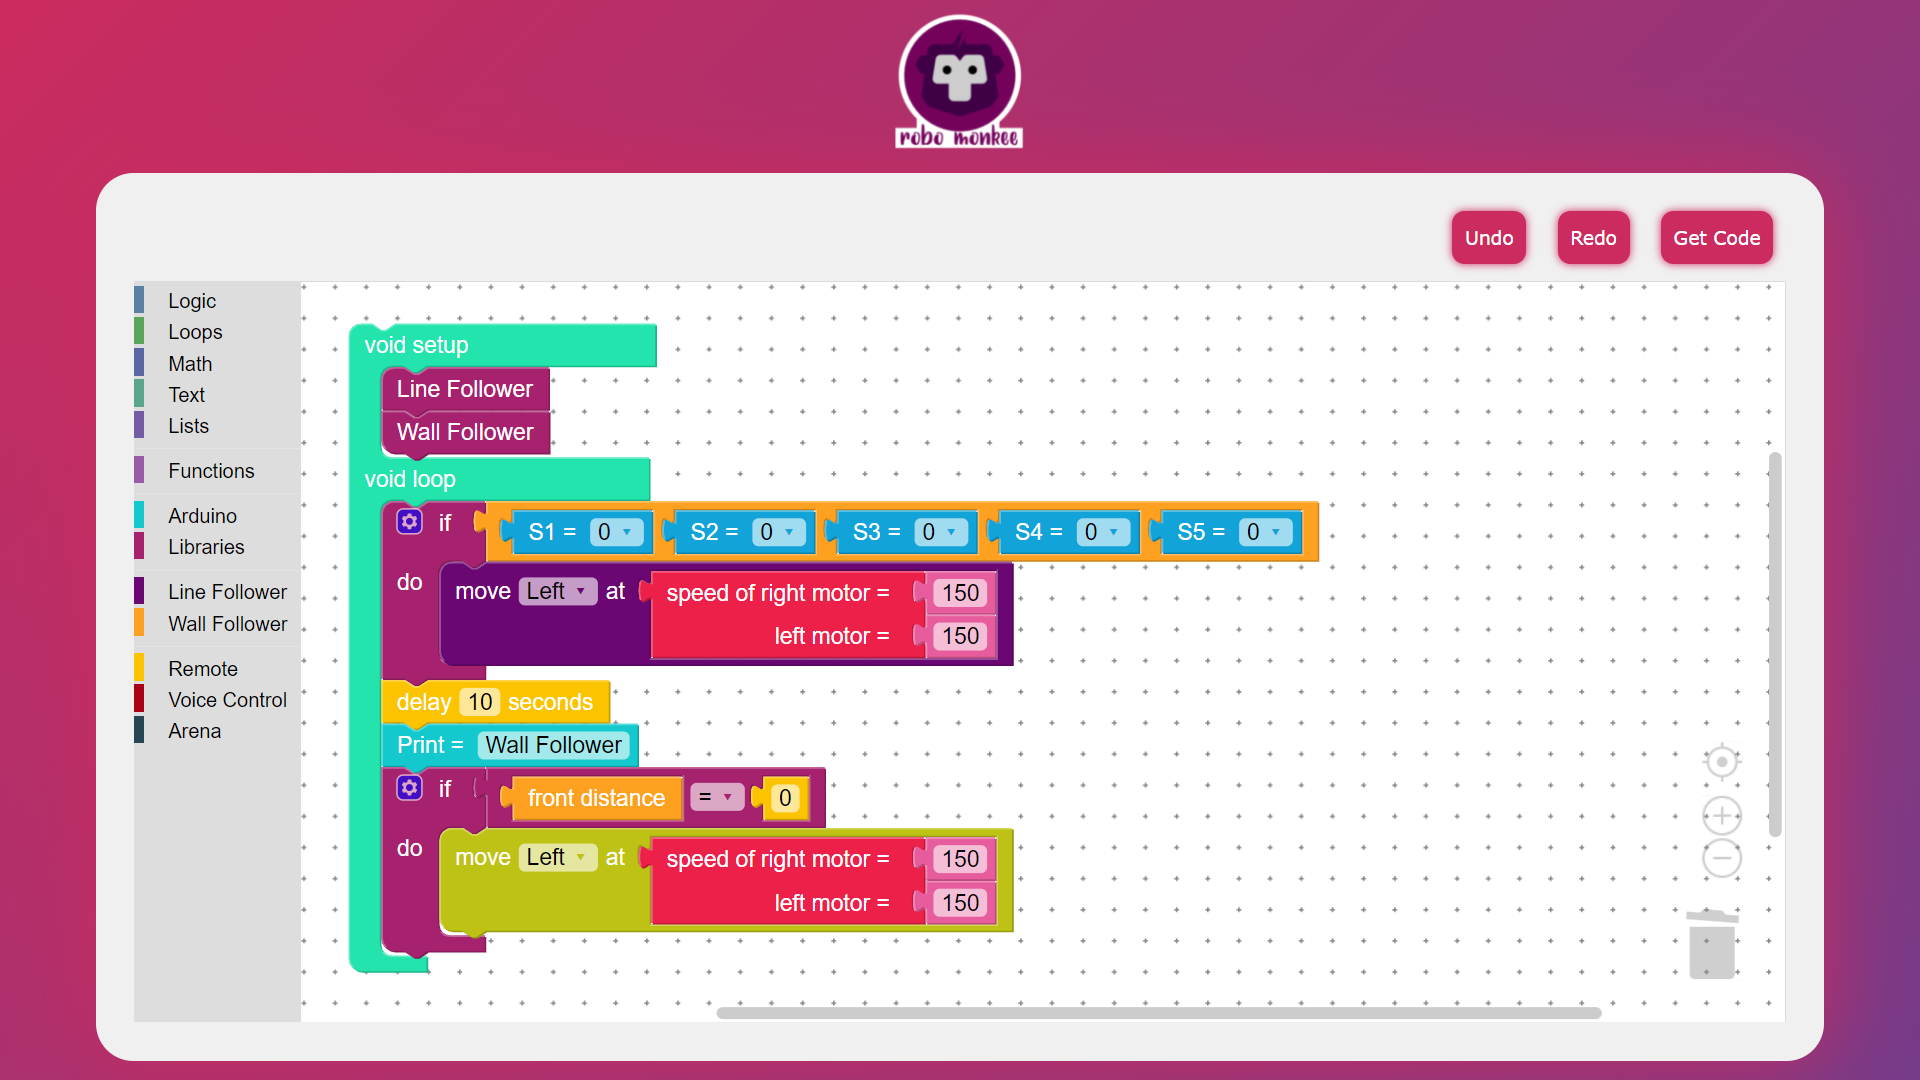 robo monkee
Undo Redo Get Code
Logic
Loops
Math
Text
Lists
Functions
Arduino
Libraries
Line Follower
Wall Follower
Remote
Voice Control
Arena
void setup
Line Follower
Wall Follower
void loop
if S1 = 0 S2 = 0 S3 = 0 S4 = 0 S5 = 0
do move Left at speed of right motor = 150
left motor = 150
delay 10 seconds
Print = Wall Follower
if front distance = 0
do move Left at speed of right motor = 150
left motor = 150